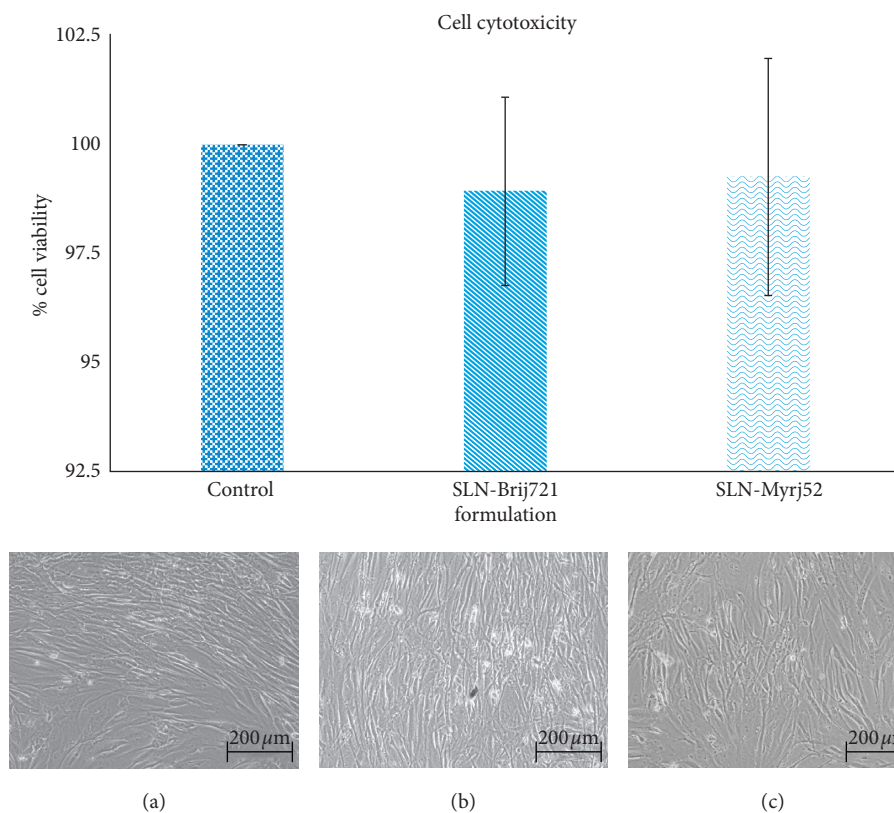 Cell cytotoxicity
102.5
100
97.5
95
92.5
% cell viability
Control
SLN-Brij721
formulation
SLN-Myrj52
200 μm
200 μm
200 μm
(a)
(b)
(c)